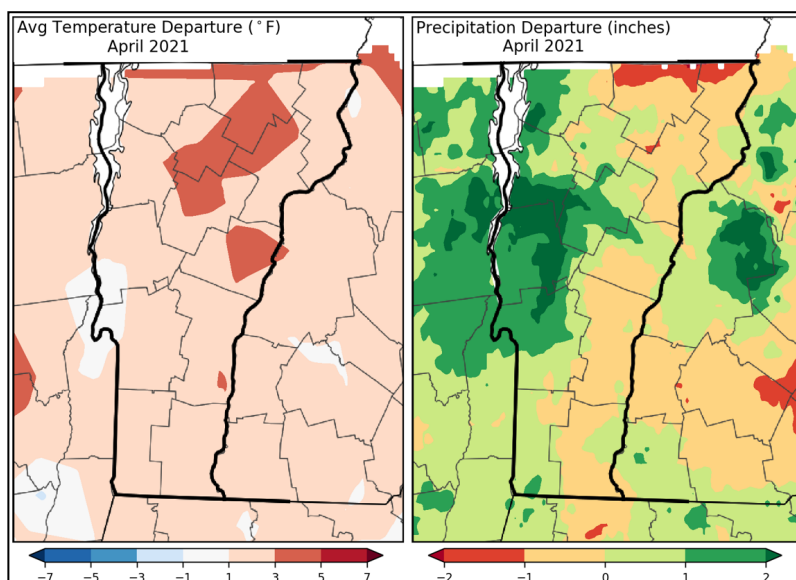 Avg Temperature Departure (°F)
April 2021
Precipitation Departure (inches)
April 2021
−7 −5 −3 −1 1 3 5 7
−2 −1 0 1 2